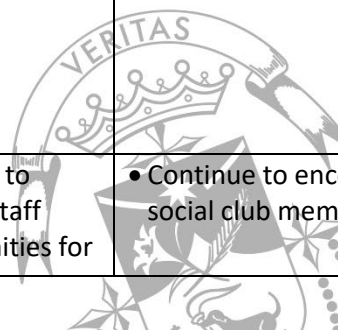 VERITAS
to
taff
ities for
• Continue to enc
social club mem